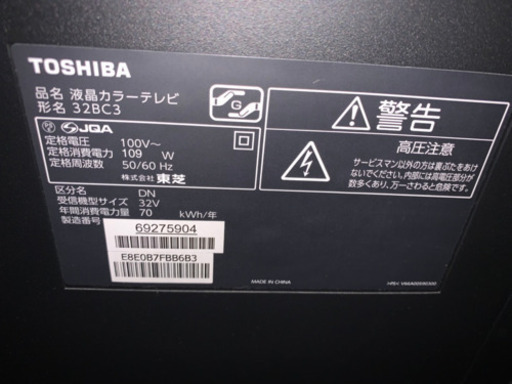 TOSHIBA
品名 液晶カラーテレビ
形名 32BC3
G
PS
E JQA
定格電圧 100V~
定格消費電力 109 W
定格周波数 50/60 Hz
株式会社 東芝
区分名 DN
受信機型サイズ 32V
年間消費電力量 70 kWh/年
製造番号
69275904
E8E0B7FBB6B3
警告
高圧注意
サービスマン以外の方は裏ぶたをあけ
ないでください。内部には高電圧部分が
数多くあり、万一さわると危険です。
MADE IN CHINA